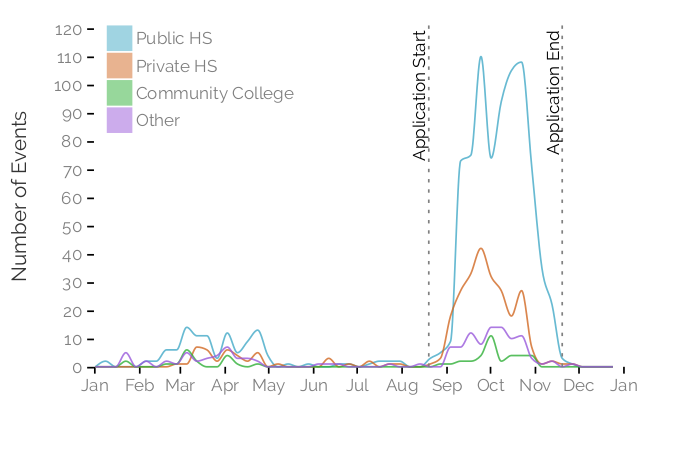 120
110
100
90
80
70
60
50
40
30
20
10
0
Number of Events
Public HS
Private HS
Community College
Other
Application Start
Application End
Jan Feb Mar Apr May Jun Jul Aug Sep Oct Nov Dec Jan